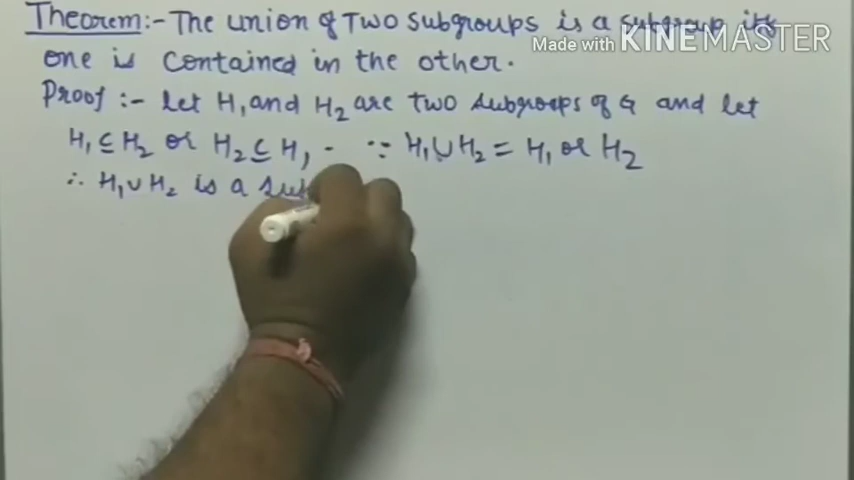 Theorem:- The union of Two subgroups is a subgroup iff
Made with KINEMASTER
one is contained in the other.
Proof :- let H₁ and H₂ are two subgroups of G and let
H₁ ⊆ H₂ or H₂ ⊆ H₁ . ∵ H₁ ∪ H₂ = H₁ or H₂
∴ H₁ ∪ H₂ is a